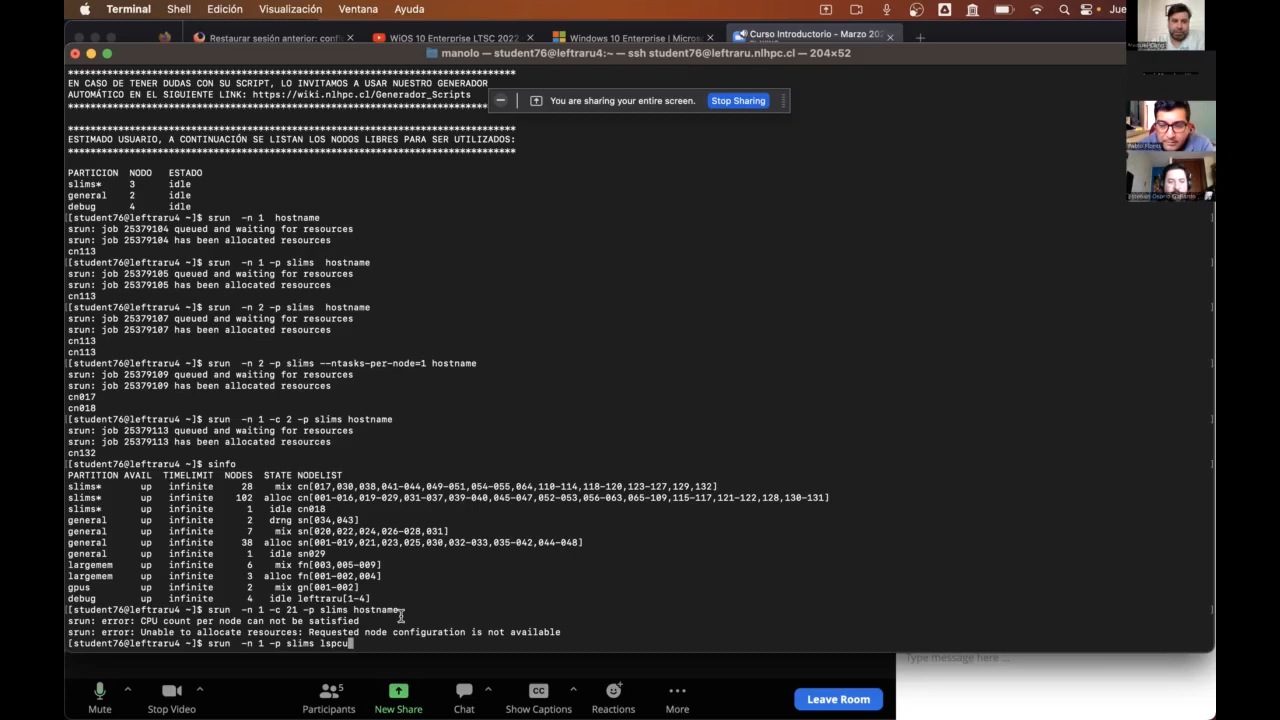 Terminal Shell Edición Visualización Ventana Ayuda Jue
Restaurar sesión anterior: confi WiOS 10 Enterprise LTSC 2022 Windows 10 Enterprise | Micros Curso Introductorio - Marzo 202
manolo — student76@leftraru4:~ — ssh student76@leftraru.nlhpc.cl — 204×52
********************************************************************************
EN CASO DE TENER DUDAS CON SU SCRIPT, LO INVITAMOS A USAR NUESTRO GENERADOR
AUTOMÁTICO EN EL SIGUIENTE LINK: https://wiki.nlhpc.cl/Generador_Scripts
********************************************************************************
You are sharing your entire screen. Stop Sharing
********************************************************************************
ESTIMADO USUARIO, A CONTINUACIÓN SE LISTAN LOS NODOS LIBRES PARA SER UTILIZADOS:
********************************************************************************
PARTICION NODO ESTADO
slims* 3 idle
general 2 idle
debug 4 idle
[student76@leftraru4 ~]$ srun -n 1 hostname
srun: job 25379104 queued and waiting for resources
srun: job 25379104 has been allocated resources
cn113
[student76@leftraru4 ~]$ srun -n 1 -p slims hostname
srun: job 25379105 queued and waiting for resources
srun: job 25379105 has been allocated resources
cn113
[student76@leftraru4 ~]$ srun -n 2 -p slims hostname
srun: job 25379107 queued and waiting for resources
srun: job 25379107 has been allocated resources
cn113
cn113
[student76@leftraru4 ~]$ srun -n 2 -p slims --ntasks-per-node=1 hostname
srun: job 25379109 queued and waiting for resources
srun: job 25379109 has been allocated resources
cn017
cn018
[student76@leftraru4 ~]$ srun -n 1 -c 2 -p slims hostname
srun: job 25379113 queued and waiting for resources
srun: job 25379113 has been allocated resources
cn132
[student76@leftraru4 ~]$ sinfo
PARTITION AVAIL TIMELIMIT NODES STATE NODELIST
slims* up infinite 28 mix cn[017,030,038,041-044,049-051,054-055,064,110-114,118-120,123-127,129,132]
slims* up infinite 102 alloc cn[001-016,019-029,031-037,039-040,045-047,052-053,056-063,065-109,115-117,121-122,128,130-131]
slims* up infinite 1 idle cn018
general up infinite 2 drng sn[034,043]
general up infinite 7 mix sn[020,022,024,026-028,031]
general up infinite 38 alloc sn[001-019,021,023,025,030,032-033,035-042,044-048]
general up infinite 1 idle sn029
largemem up infinite 6 mix fn[003,005-009]
largemem up infinite 3 alloc fn[001-002,004]
gpus up infinite 2 mix gn[001-002]
debug up infinite 4 idle leftraru[1-4]
[student76@leftraru4 ~]$ srun -n 1 -c 21 -p slims hostname
srun: error: CPU count per node can not be satisfied
srun: error: Unable to allocate resources: Requested node configuration is not available
[student76@leftraru4 ~]$ srun -n 1 -p slims lspcu
Type message here ...
5
Mute Stop Video Participants New Share Chat Show Captions Reactions More Leave Room